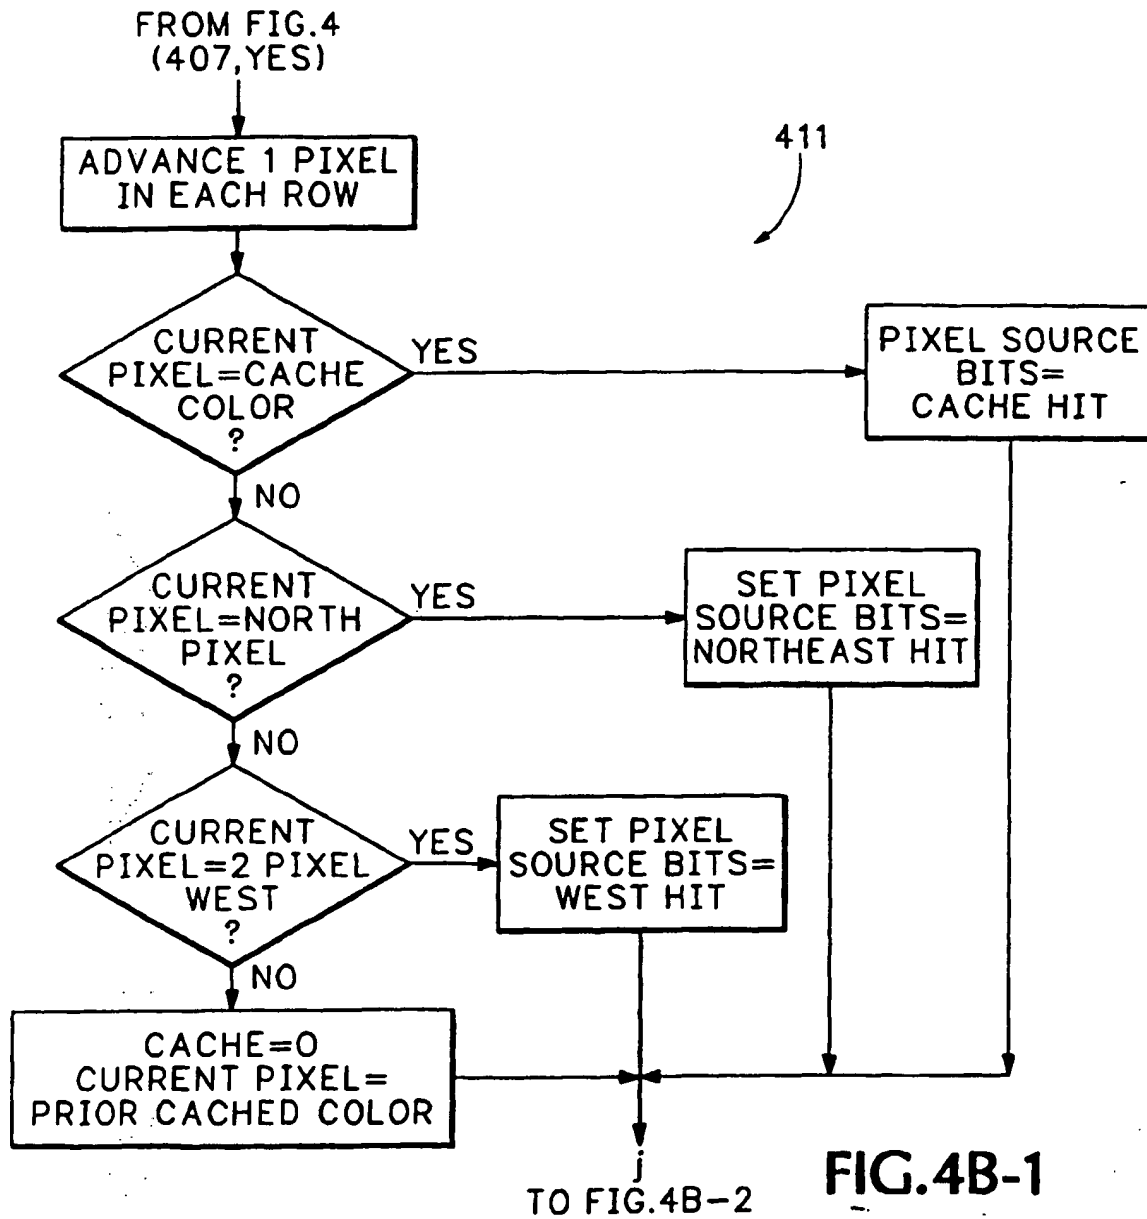 FROM FIG.4
(407,YES)
411
ADVANCE 1 PIXEL
IN EACH ROW
CURRENT
PIXEL=CACHE
COLOR
?
YES
PIXEL SOURCE
BITS=
CACHE HIT
NO
CURRENT
PIXEL=NORTH
PIXEL
?
YES
SET PIXEL
SOURCE BITS=
NORTHEAST HIT
NO
CURRENT
PIXEL=2 PIXEL
WEST
?
YES
SET PIXEL
SOURCE BITS=
WEST HIT
NO
CACHE=0
CURRENT PIXEL=
PRIOR CACHED COLOR
j
TO FIG.4B-2
FIG.4B-1